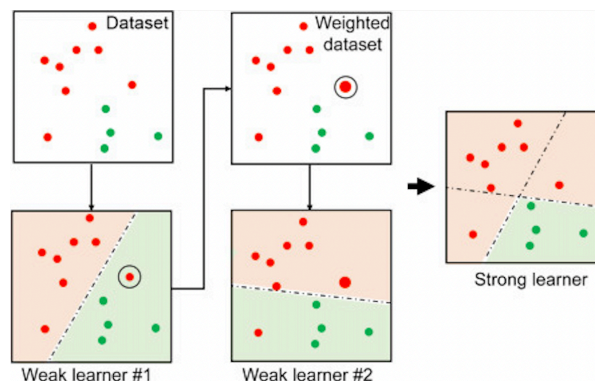 Dataset
Weighted
dataset
Weak learner #1
Weak learner #2
Strong learner